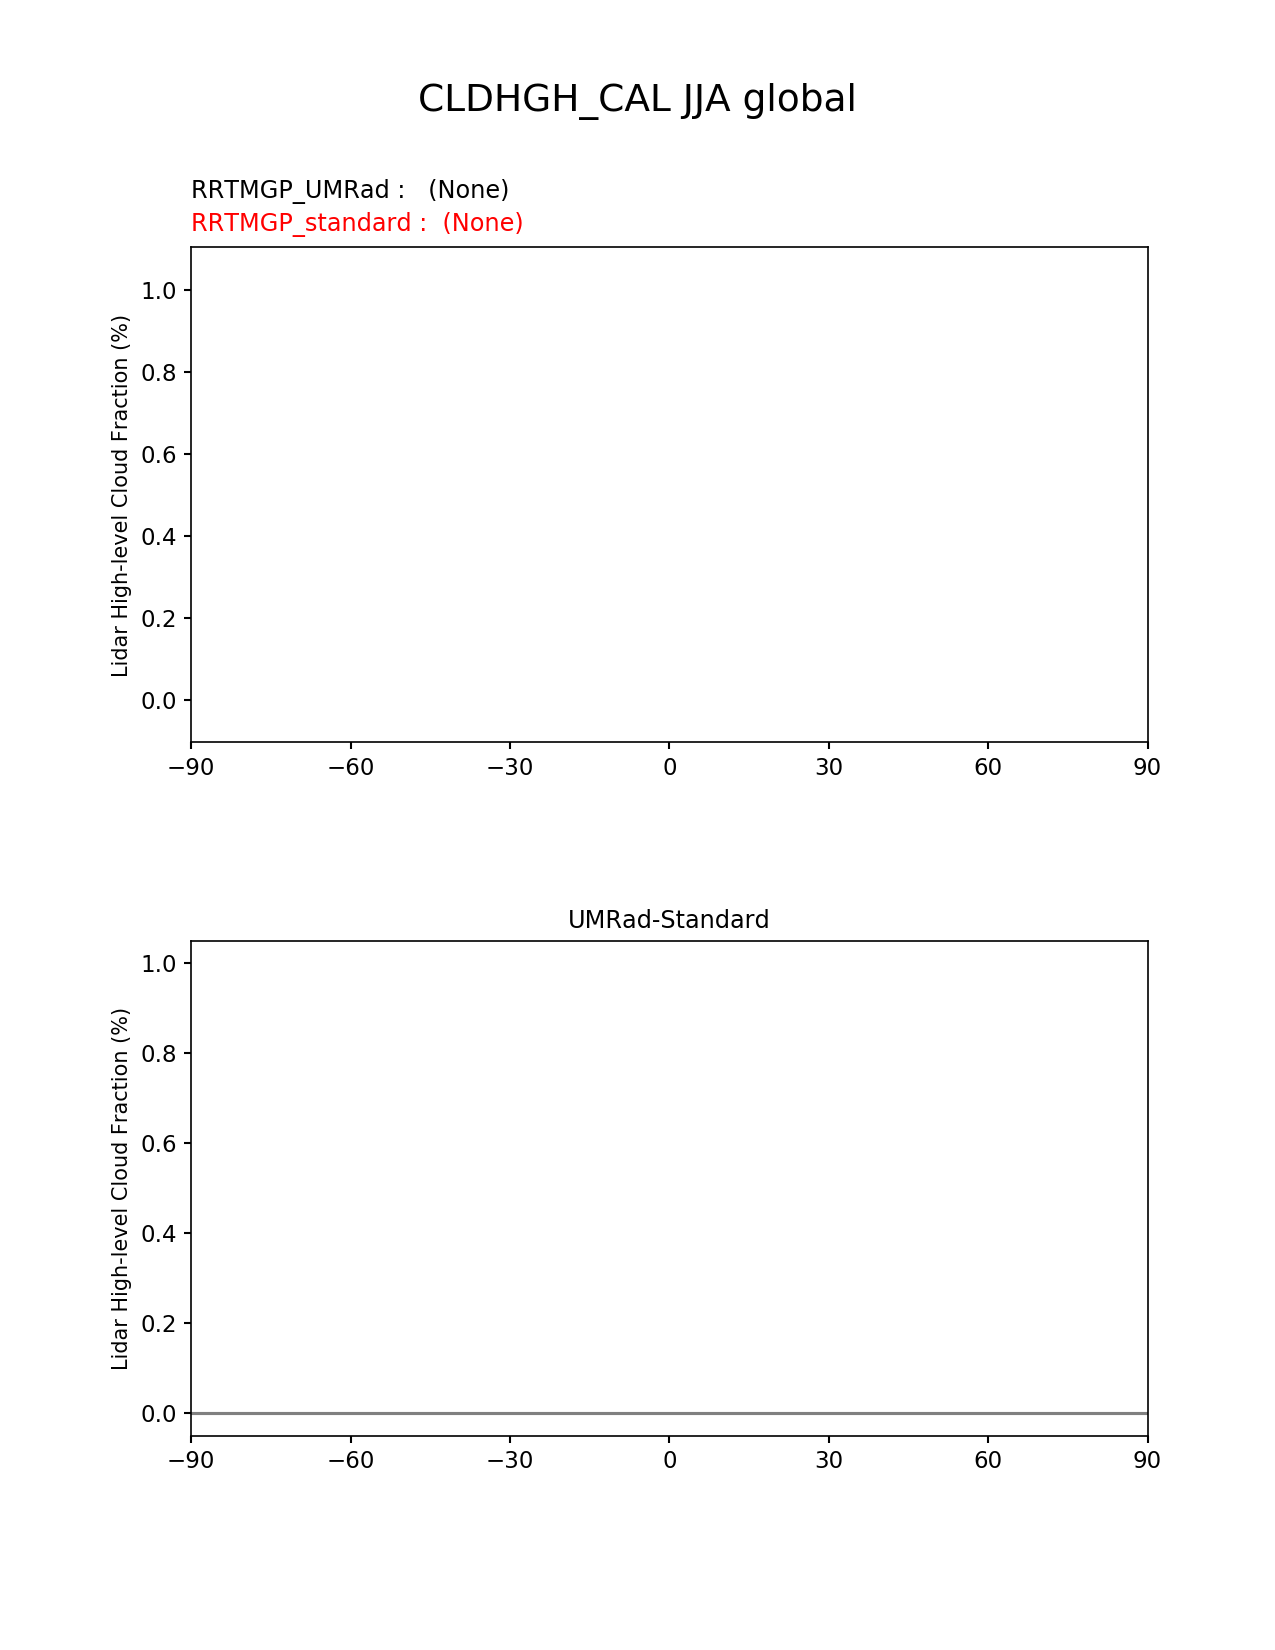 CLDHGH_CAL JJA global
RRTMGP_UMRad :   (None)
RRTMGP_standard :  (None)
Lidar High-level Cloud Fraction (%)
1.0
0.8
0.6
0.4
0.2
0.0
−90 −60 −30 0 30 60 90
UMRad-Standard
Lidar High-level Cloud Fraction (%)
1.0
0.8
0.6
0.4
0.2
0.0
−90 −60 −30 0 30 60 90